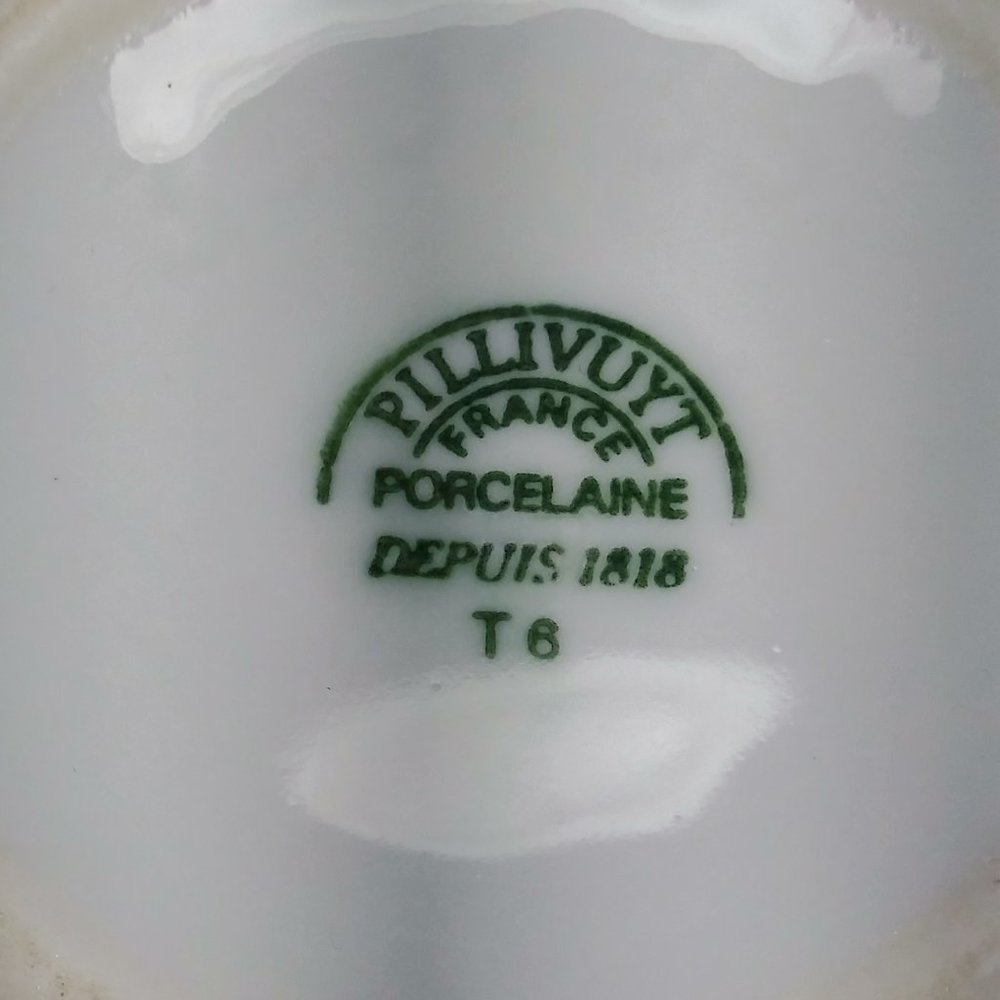 PILLIVUYT
FRANCE
PORCELAINE
DEPUIS 1818
T 6